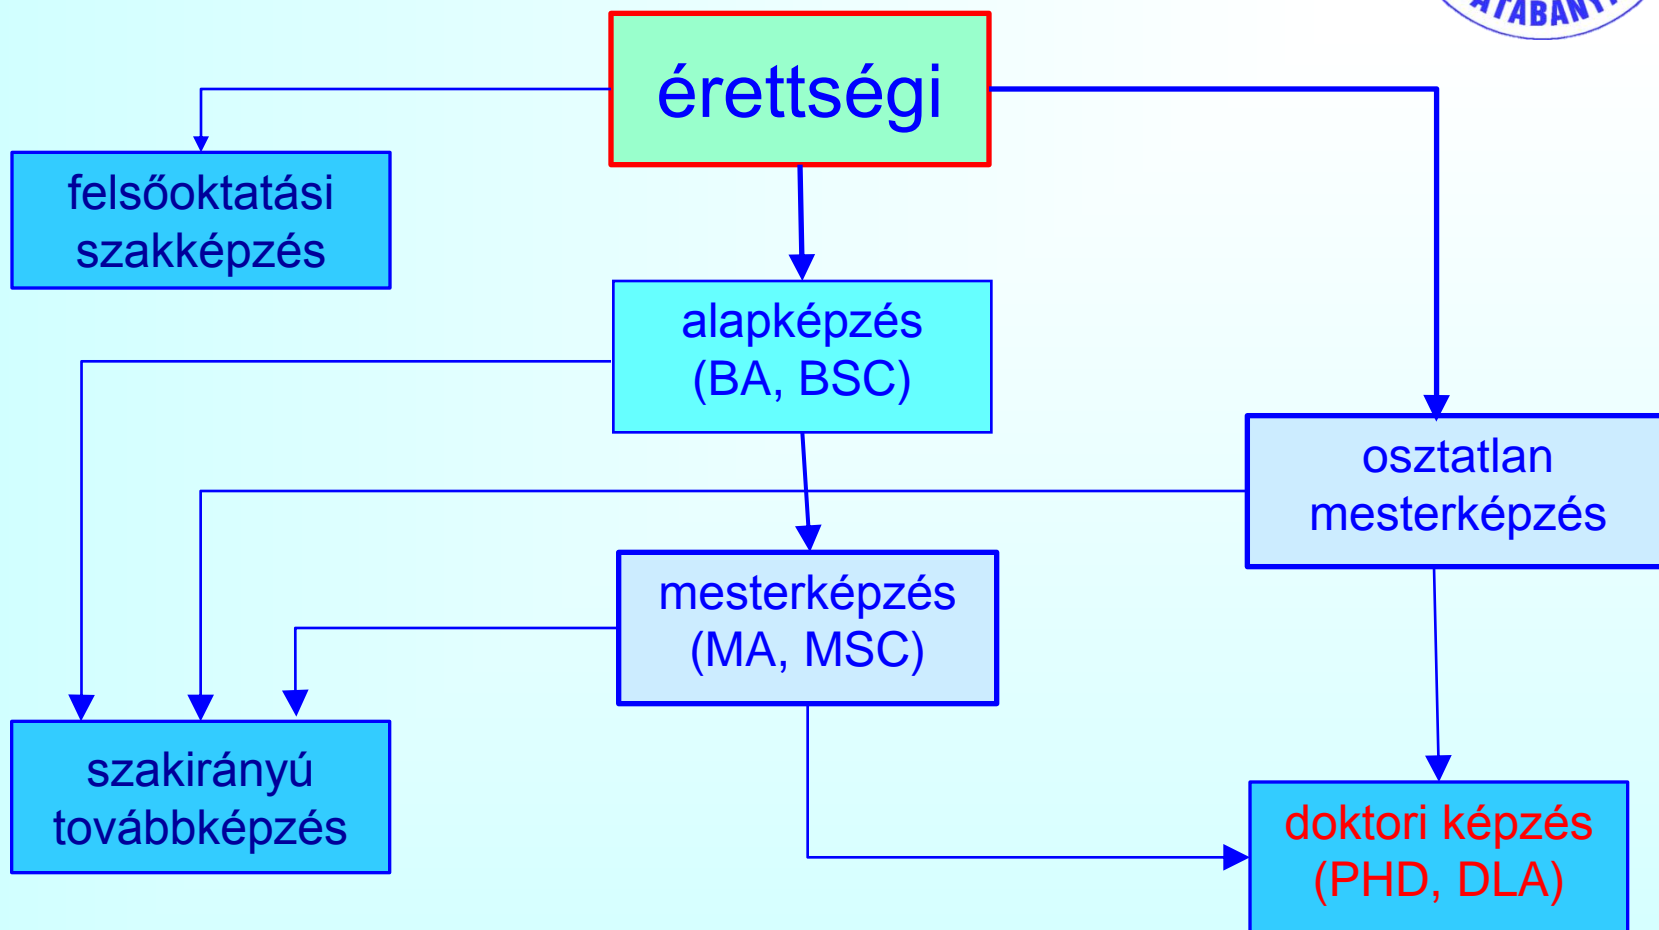 érettségi
felsőoktatási
szakképzés
alapképzés
(BA, BSC)
osztatlan
mesterképzés
mesterképzés
(MA, MSC)
szakirányú
továbbképzés
doktori képzés
(PHD, DLA)